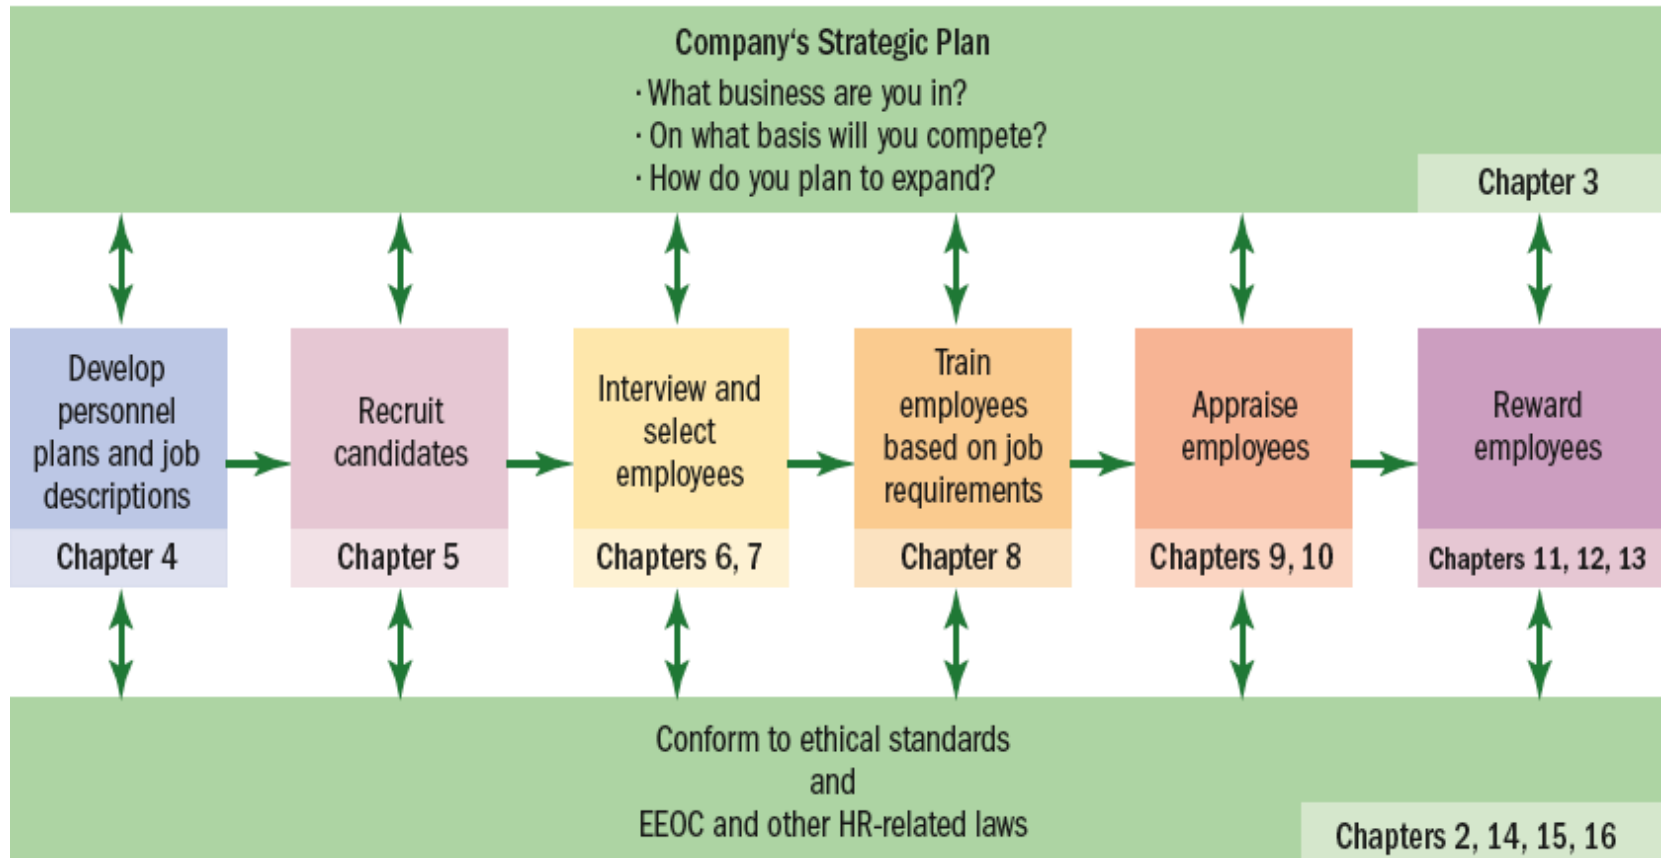 Company‘s Strategic Plan
· What business are you in?
· On what basis will you compete?
· How do you plan to expand?
Chapter 3
Develop
personnel
plans and job
descriptions
Chapter 4
Recruit
candidates
Chapter 5
Interview and
select
employees
Chapters 6, 7
Train
employees
based on job
requirements
Chapter 8
Appraise
employees
Chapters 9, 10
Reward
employees
Chapters 11, 12, 13
Conform to ethical standards
and
EEOC and other HR-related laws
Chapters 2, 14, 15, 16